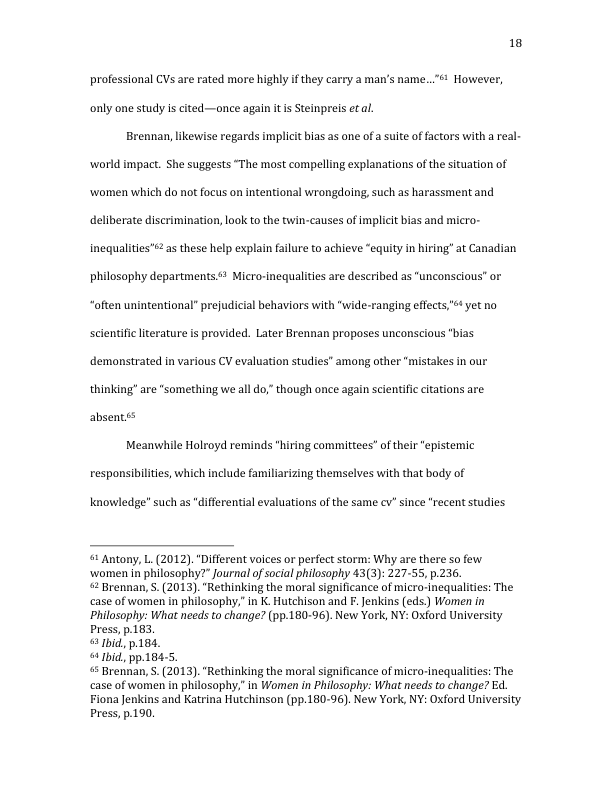 18
professional CVs are rated more highly if they carry a man’s name…”⁶¹  However,
only one study is cited—once again it is Steinpreis et al.
Brennan, likewise regards implicit bias as one of a suite of factors with a real-
world impact.  She suggests “The most compelling explanations of the situation of
women which do not focus on intentional wrongdoing, such as harassment and
deliberate discrimination, look to the twin-causes of implicit bias and micro-
inequalities”⁶² as these help explain failure to achieve “equity in hiring” at Canadian
philosophy departments.⁶³  Micro-inequalities are described as “unconscious” or
“often unintentional” prejudicial behaviors with “wide-ranging effects,”⁶⁴ yet no
scientific literature is provided.  Later Brennan proposes unconscious “bias
demonstrated in various CV evaluation studies” among other “mistakes in our
thinking” are “something we all do,” though once again scientific citations are
absent.⁶⁵
Meanwhile Holroyd reminds “hiring committees” of their “epistemic
responsibilities, which include familiarizing themselves with that body of
knowledge” such as “differential evaluations of the same cv” since “recent studies
⁶¹ Antony, L. (2012). “Different voices or perfect storm: Why are there so few
women in philosophy?” Journal of social philosophy 43(3): 227-55, p.236.
⁶² Brennan, S. (2013). “Rethinking the moral significance of micro-inequalities: The
case of women in philosophy,” in K. Hutchison and F. Jenkins (eds.) Women in
Philosophy: What needs to change? (pp.180-96). New York, NY: Oxford University
Press, p.183.
⁶³ Ibid., p.184.
⁶⁴ Ibid., pp.184-5.
⁶⁵ Brennan, S. (2013). “Rethinking the moral significance of micro-inequalities: The
case of women in philosophy,” in Women in Philosophy: What needs to change? Ed.
Fiona Jenkins and Katrina Hutchinson (pp.180-96). New York, NY: Oxford University
Press, p.190.